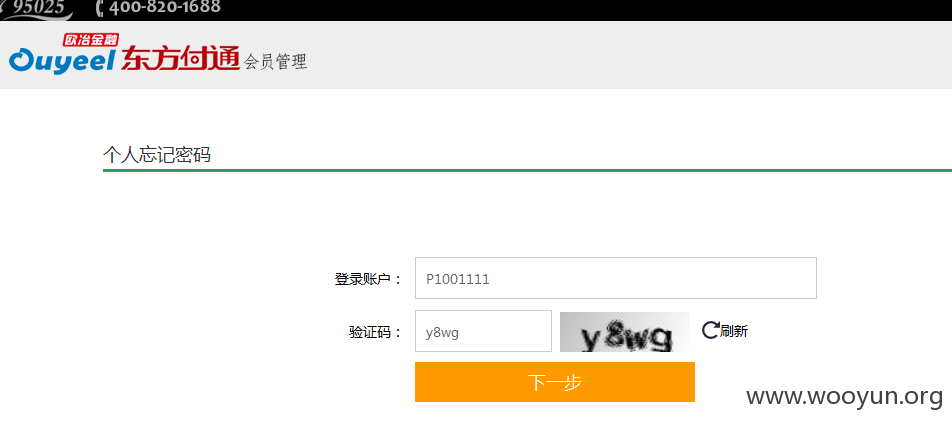 95025 400-820-1688
欧冶金融
Ouyeel 东方付通 会员管理
个人忘记密码
登录账户： P1001111
验证码： y8wg y8wg 刷新
下一步
www.wooyun.org